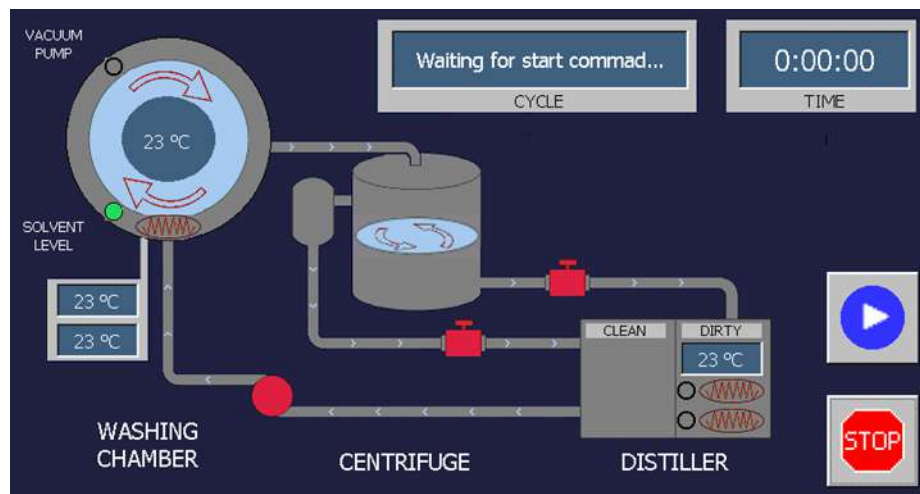 VACUUM
PUMP
Waiting for start commad...
CYCLE
0:00:00
TIME
23 ºC
SOLVENT
LEVEL
23 ºC
23 ºC
CLEAN
DIRTY
23 ºC
WASHING
CHAMBER
CENTRIFUGE
DISTILLER
STOP